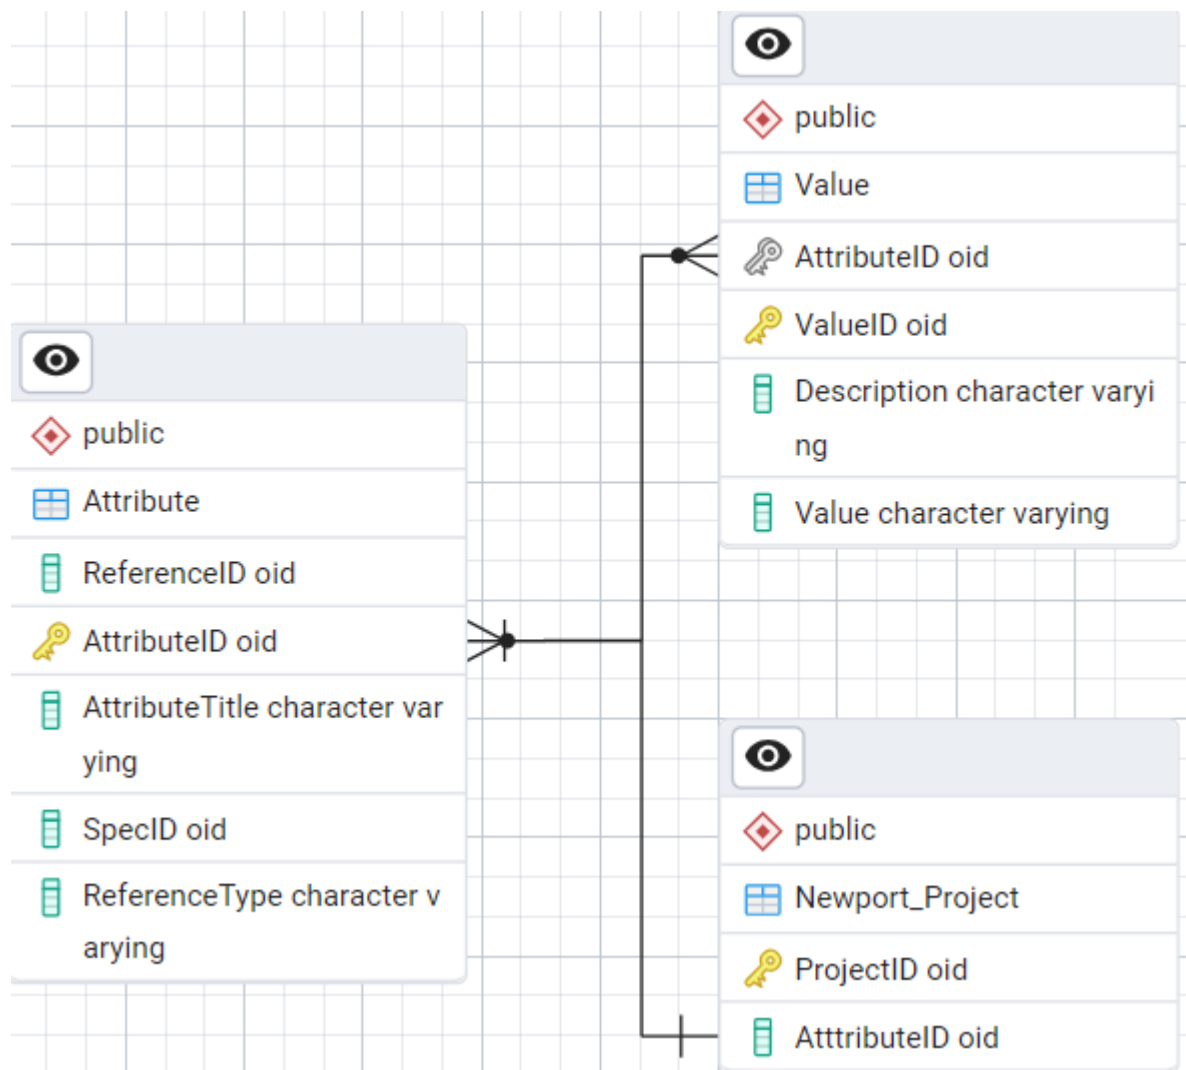 public
Value
AttributeID oid
ValueID oid
Description character varyi
ng
Value character varying
public
Attribute
ReferenceID oid
AttributeID oid
AttributeTitle character var
ying
SpecID oid
ReferenceType character v
arying
public
Newport_Project
ProjectID oid
AtttributeID oid